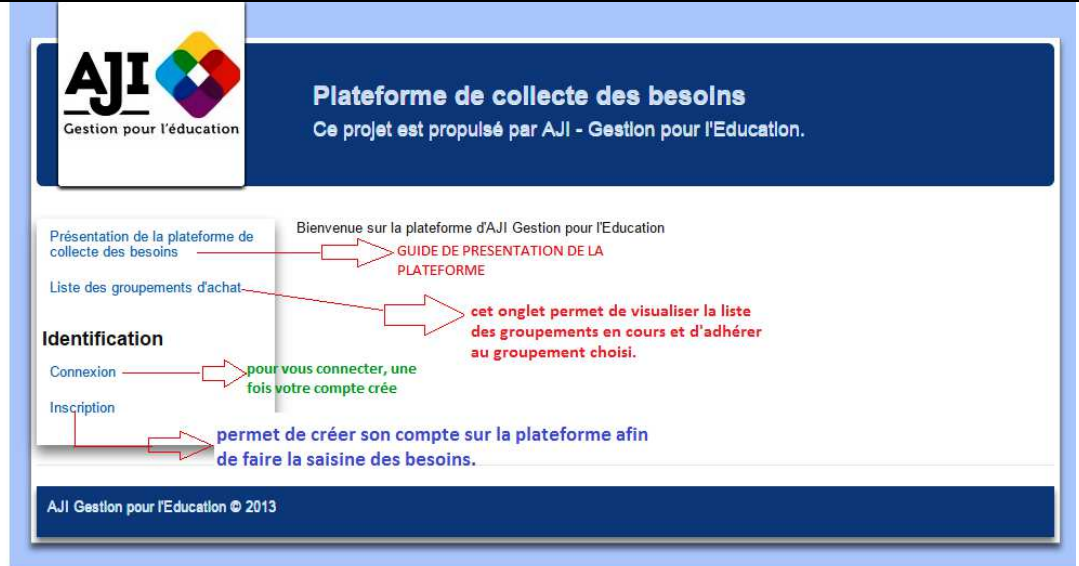 AJI
Gestion pour l'éducation
Plateforme de collecte des besoins
Ce projet est propuisé par AJI - Gestion pour l'Education.
Présentation de la plateforme de
collecte des besoins
Bienvenue sur la plateforme d'AJI Gestion pour l'Education
GUIDE DE PRESENTATION DE LA
PLATEFORME
Liste des groupements d'achat
cet onglet permet de visualiser la liste
des groupements en cours et d'adhérer
au groupement choisi.
Identification
Connexion
pour vous connecter, une
fois votre compte crée
Inscription
permet de créer son compte sur la plateforme afin
de faire la saisine des besoins.
AJI Gestion pour l'Education © 2013